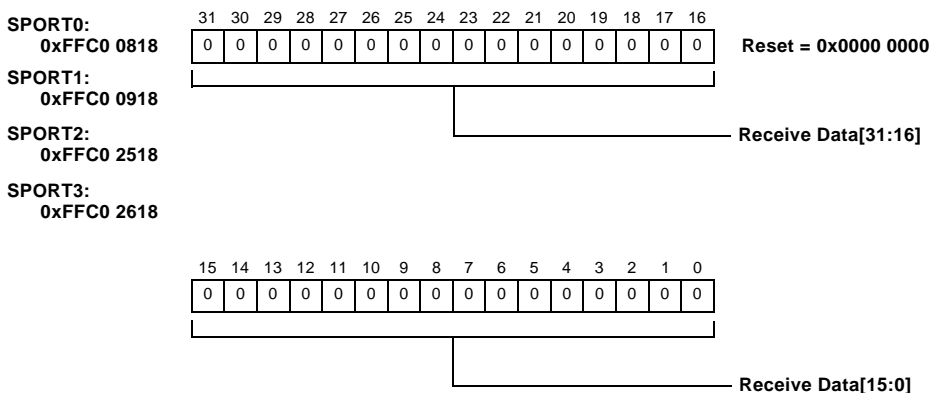 SPORT0:
0xFFC0 0818
31 30 29 28 27 26 25 24 23 22 21 20 19 18 17 16
0 0 0 0 0 0 0 0 0 0 0 0 0 0 0 0
Reset = 0x0000 0000
SPORT1:
0xFFC0 0918
Receive Data[31:16]
SPORT2:
0xFFC0 2518
SPORT3:
0xFFC0 2618
15 14 13 12 11 10 9 8 7 6 5 4 3 2 1 0
0 0 0 0 0 0 0 0 0 0 0 0 0 0 0 0
Receive Data[15:0]